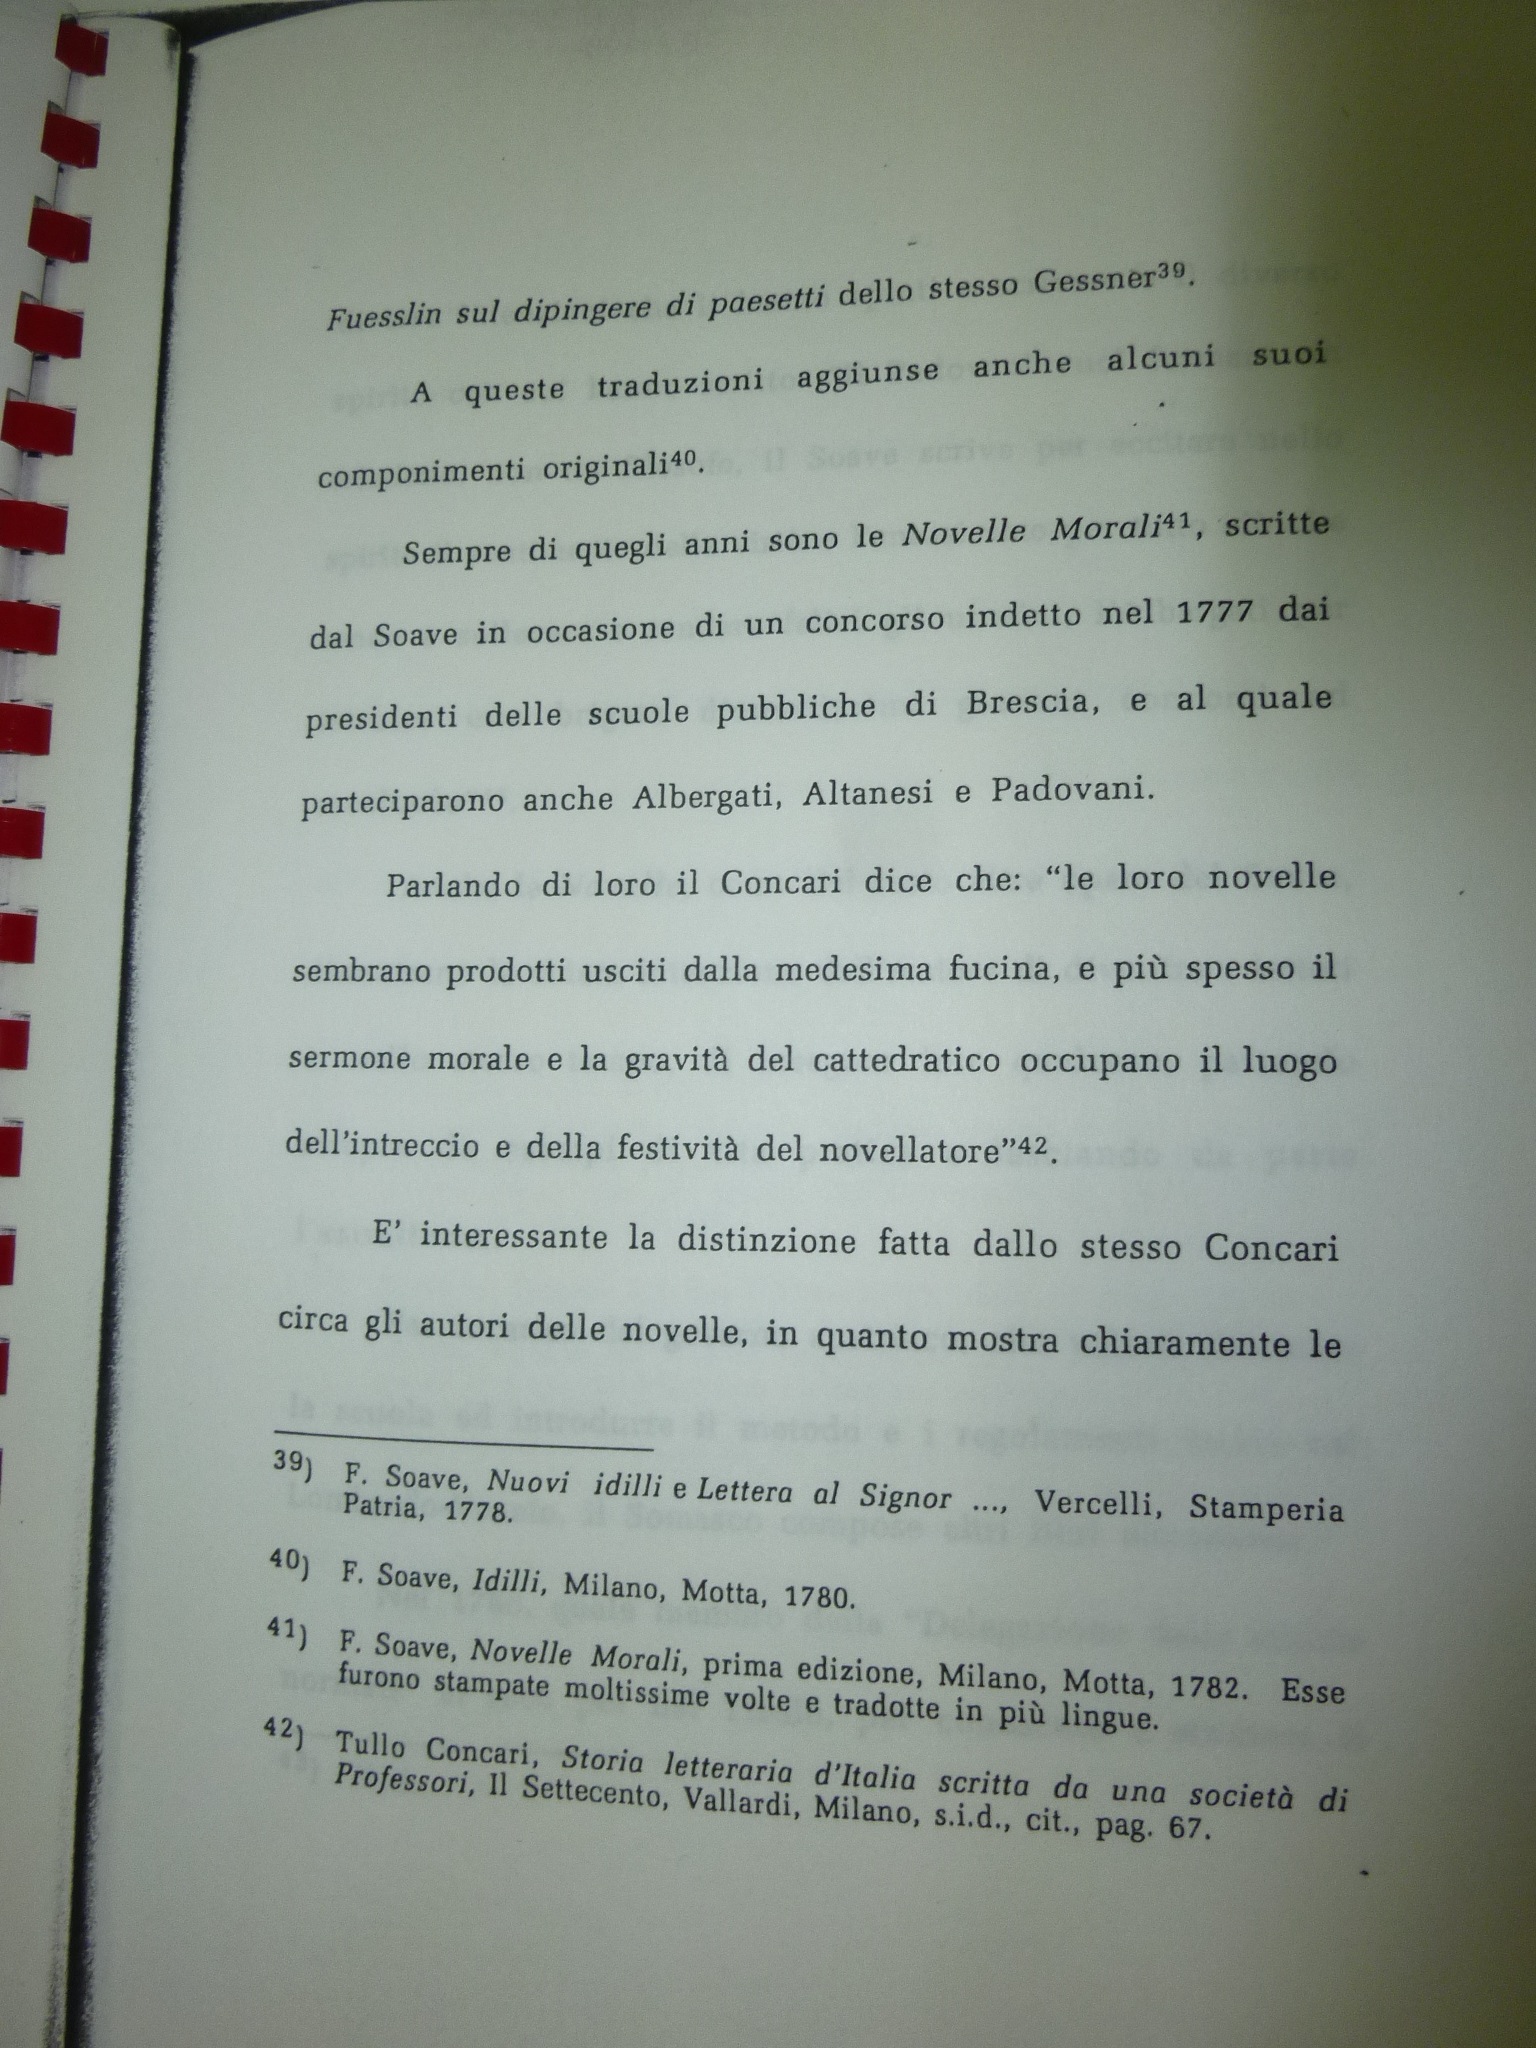 Fuesslin sul dipingere di paesetti dello stesso Gessner39.
A queste traduzioni aggiunse anche alcuni suoi
componimenti originali40.
Sempre di quegli anni sono le Novelle Morali41, scritte
dal Soave in occasione di un concorso indetto nel 1777 dai
presidenti delle scuole pubbliche di Brescia, e al quale
parteciparono anche Albergati, Altanesi e Padovani.
Parlando di loro il Concari dice che: “le loro novelle
sembrano prodotti usciti dalla medesima fucina, e più spesso il
sermone morale e la gravità del cattedratico occupano il luogo
dell'intreccio e della festività del novellatore”42.
E' interessante la distinzione fatta dallo stesso Concari
circa gli autori delle novelle, in quanto mostra chiaramente le
39) F. Soave, Nuovi idilli e Lettera al Signor ..., Vercelli, Stamperia
Patria, 1778.
40) F. Soave, Idilli, Milano, Motta, 1780.
41) F. Soave, Novelle Morali, prima edizione, Milano, Motta, 1782. Esse
furono stampate moltissime volte e tradotte in più lingue.
42) Tullo Concari, Storia letteraria d'Italia scritta da una società di
Professori, Il Settecento, Vallardi, Milano, s.i.d., cit., pag. 67.